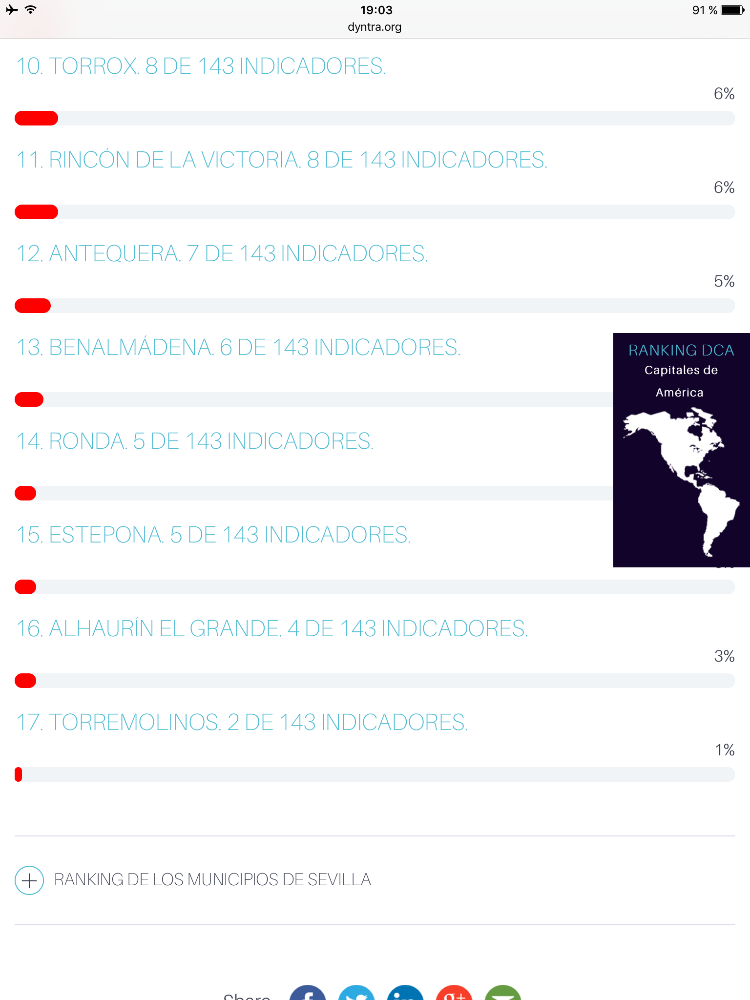 19:03
91 %
dyntra.org
10. TORROX. 8 DE 143 INDICADORES.
6%
11. RINCÓN DE LA VICTORIA. 8 DE 143 INDICADORES.
6%
12. ANTEQUERA. 7 DE 143 INDICADORES.
5%
13. BENALMÁDENA. 6 DE 143 INDICADORES.
RANKING DCA
Capitales de
América
14. RONDA. 5 DE 143 INDICADORES.
15. ESTEPONA. 5 DE 143 INDICADORES.
16. ALHAURÍN EL GRANDE. 4 DE 143 INDICADORES.
3%
17. TORREMOLINOS. 2 DE 143 INDICADORES.
1%
RANKING DE LOS MUNICIPIOS DE SEVILLA
Share